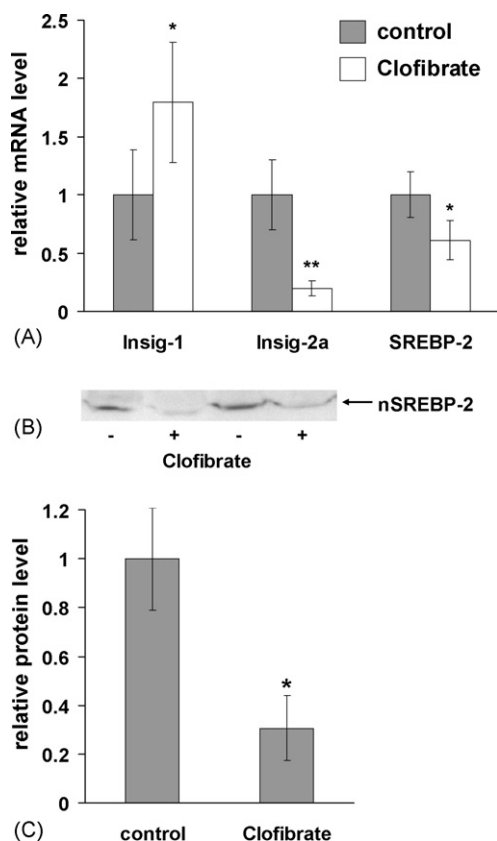 2.5
2
1.5
1
0.5
0
relative mRNA level
control
Clofibrate
*
**
*
(A)
Insig-1 Insig-2a SREBP-2
nSREBP-2
(B)
- + - +
Clofibrate
1.2
1
0.8
0.6
0.4
0.2
0
relative protein level
*
(C)
control Clofibrate